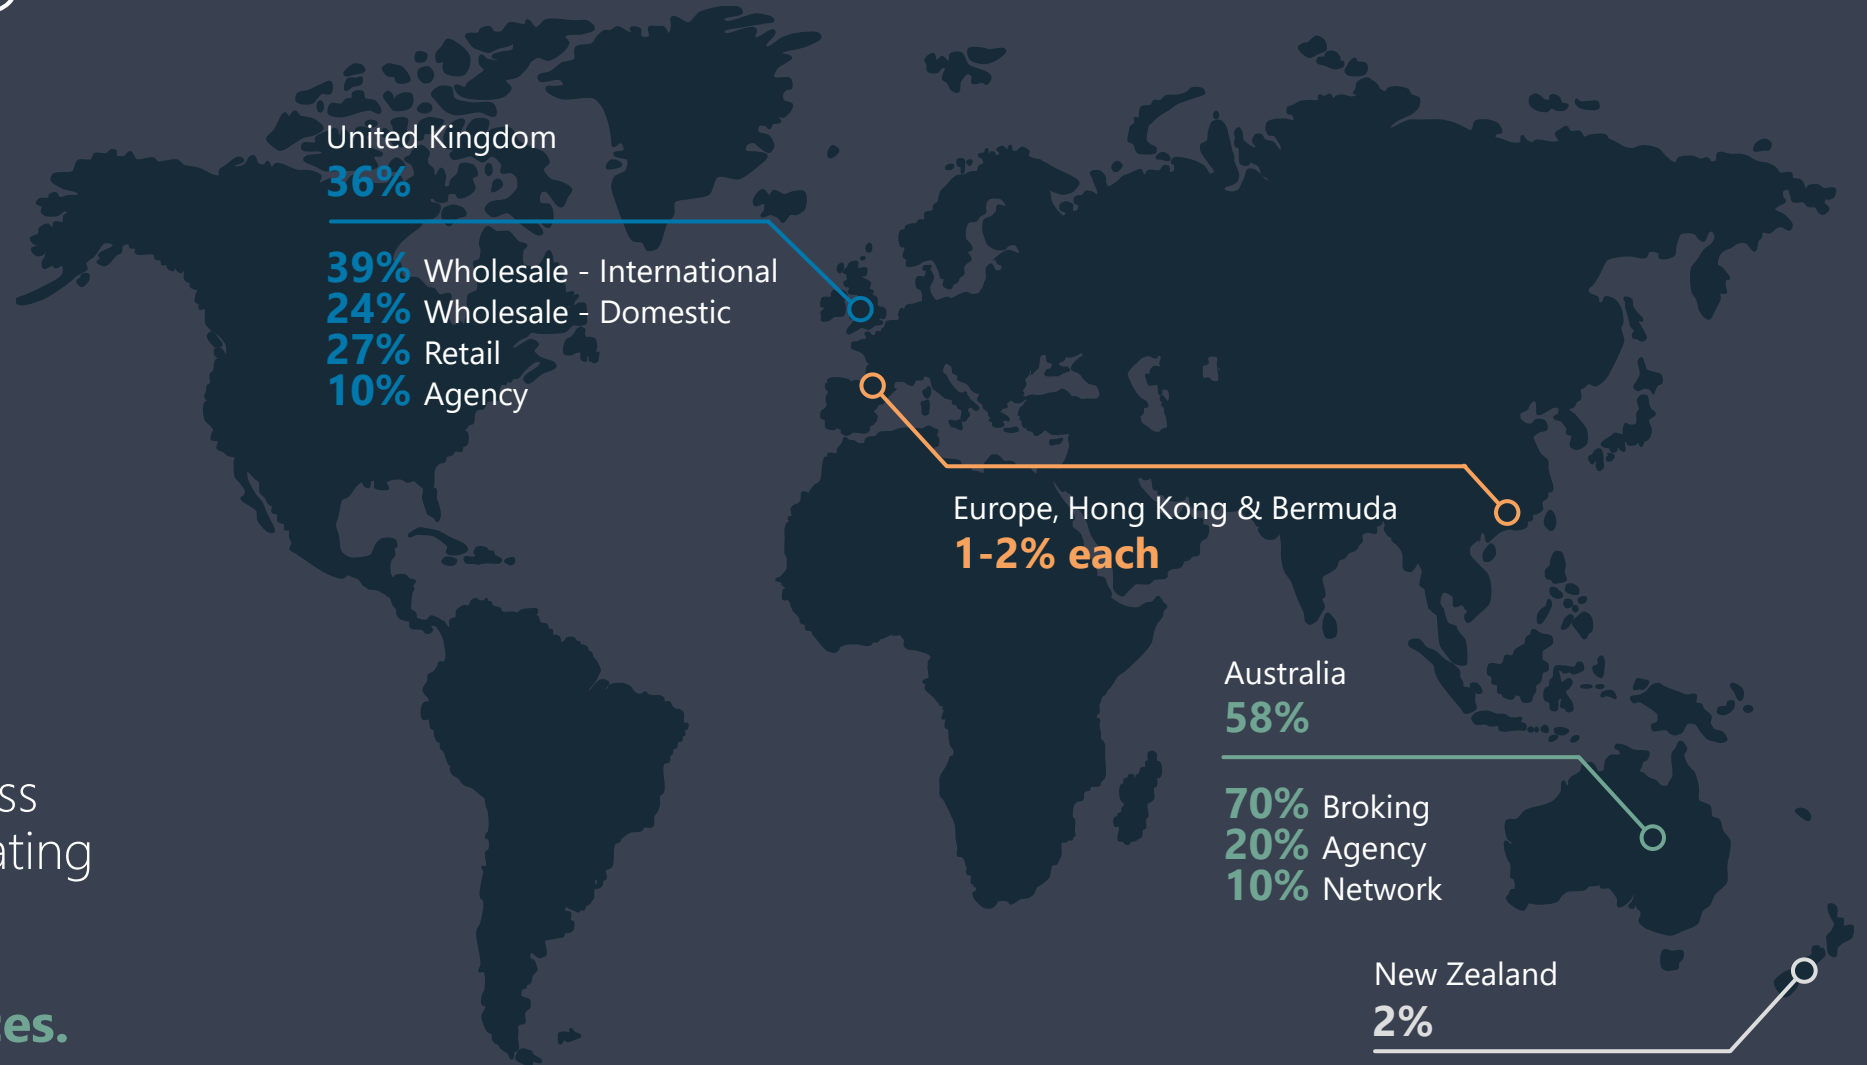 United Kingdom
36%
39% Wholesale - International
24% Wholesale - Domestic
27% Retail
10% Agency
Europe, Hong Kong & Bermuda
1-2% each
Australia
58%
70% Broking
20% Agency
10% Network
New Zealand
2%